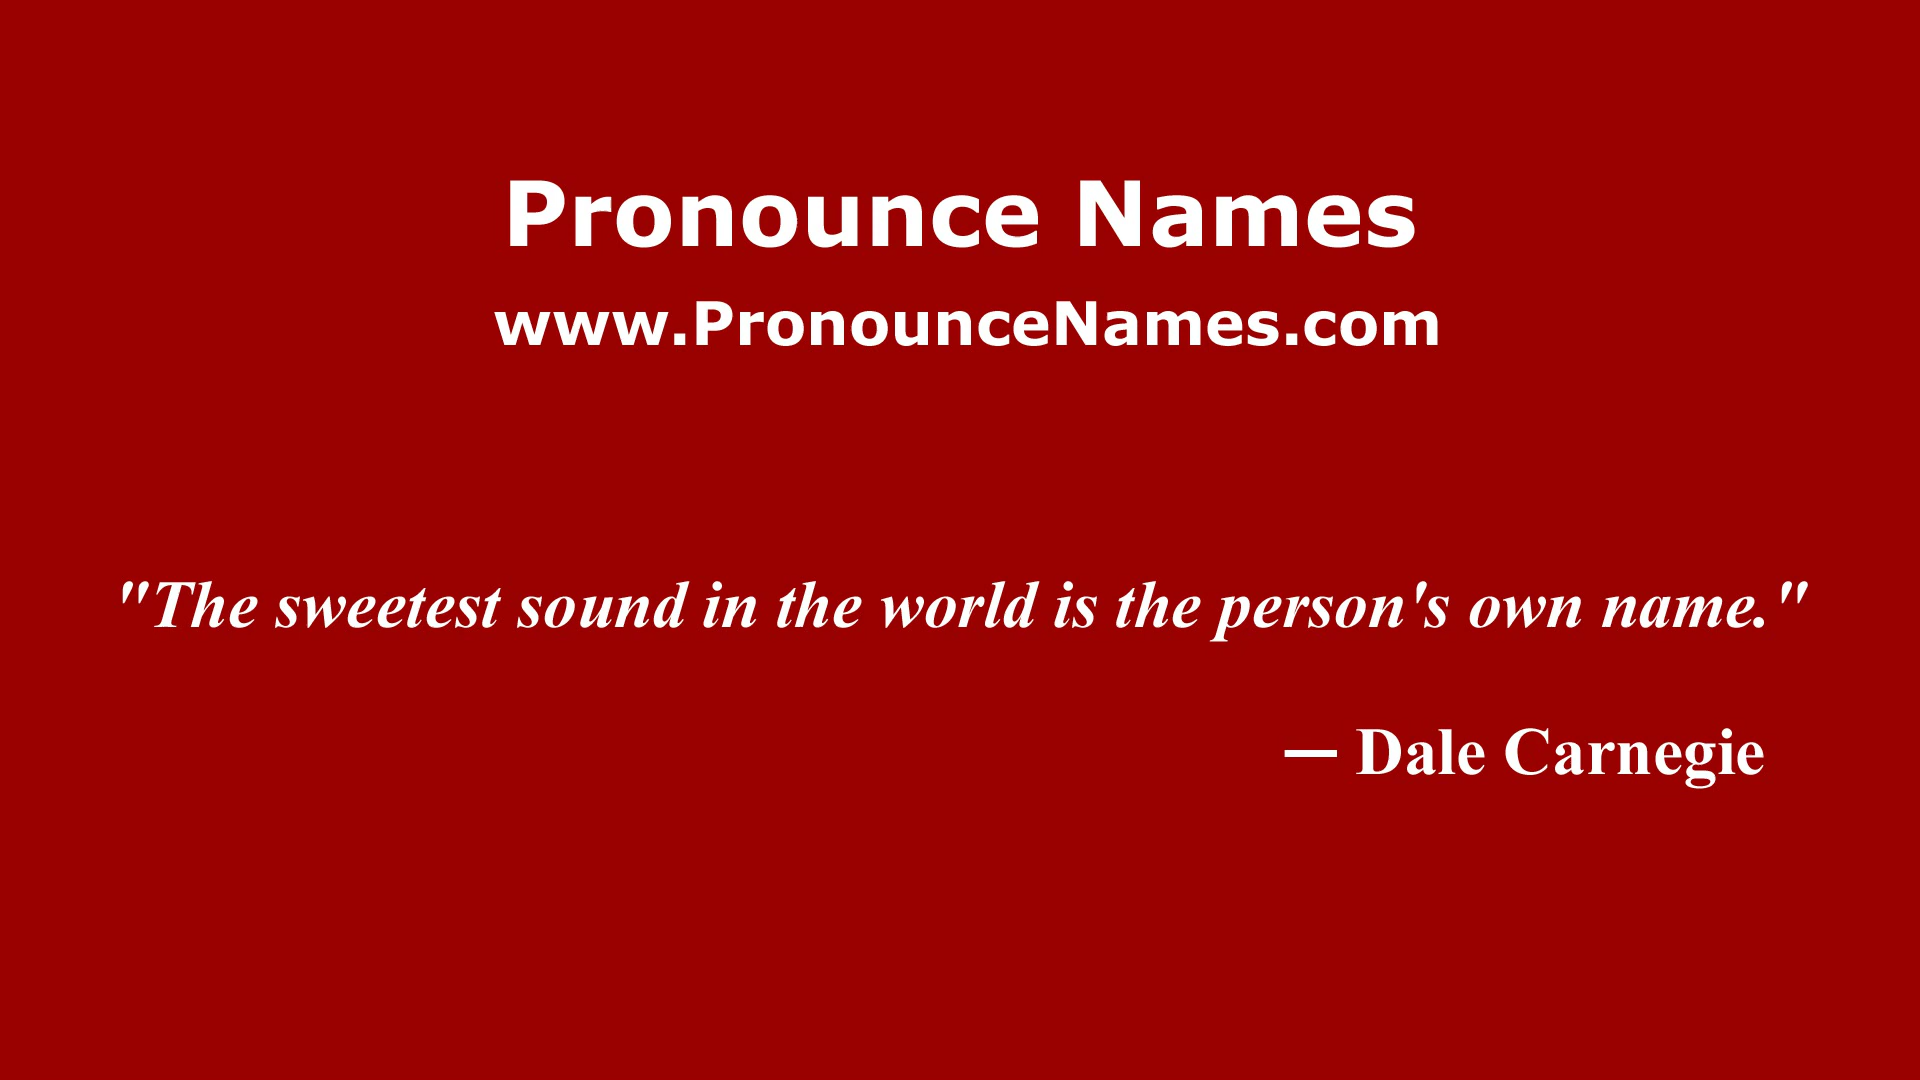 Pronounce Names
www.PronounceNames.com
"The sweetest sound in the world is the person's own name."
— Dale Carnegie